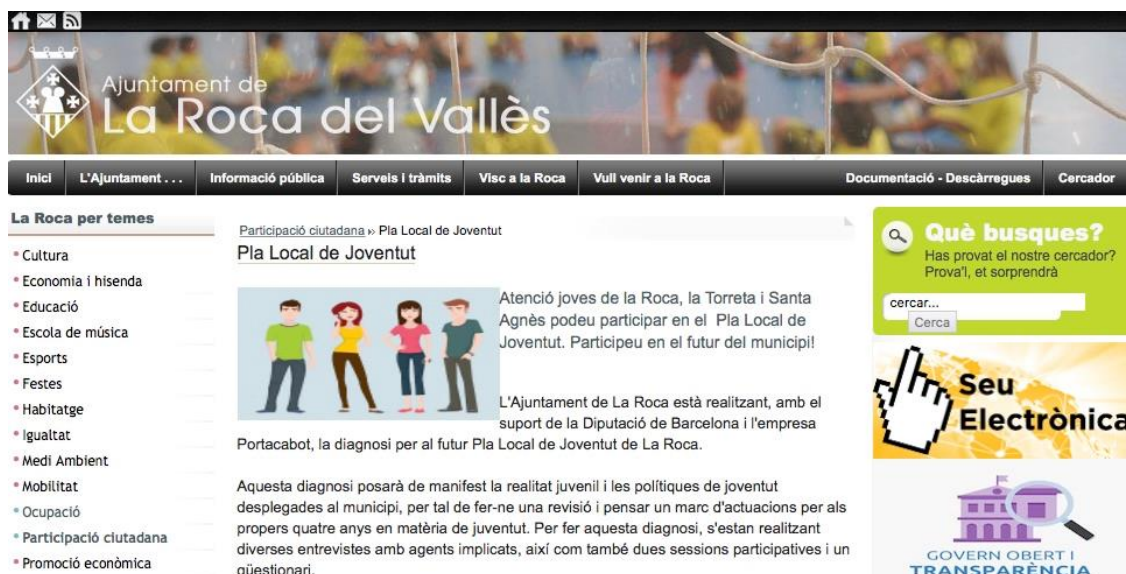 Ajuntament de
La Roca del Vallès
Inici
L'Ajuntament . . .
Informació pública
Serveis i tràmits
Visc a la Roca
Vull venir a la Roca
Documentació - Descàrregues
Cercador
La Roca per temes
Cultura
Economia i hisenda
Educació
Escola de música
Esports
Festes
Habitatge
Igualtat
Medi Ambient
Mobilitat
Ocupació
Participació ciutadana
Promoció econòmica
Participació ciutadana » Pla Local de Joventut
Pla Local de Joventut
Atenció joves de la Roca, la Torreta i Santa
Agnès podeu participar en el Pla Local de
Joventut. Participeu en el futur del municipi!
L'Ajuntament de La Roca està realitzant, amb el
suport de la Diputació de Barcelona i l'empresa
Portacabot, la diagnosi per al futur Pla Local de Joventut de La Roca.
Aquesta diagnosi posarà de manifest la realitat juvenil i les polítiques de joventut
desplegades al municipi, per tal de fer-ne una revisió i pensar un marc d'actuacions per als
propers quatre anys en matèria de juventut. Per fer aquesta diagnosi, s'estan realitzant
diverses entrevistes amb agents implicats, així com també dues sessions participatives i un
qüestionari.
Què busques?
Has provat el nostre cercador?
Prova'l, et sorprendrà
cercar...
Cerca
Seu
Electrònica
GOVERN OBERT I
TRANSPARÈNCIA